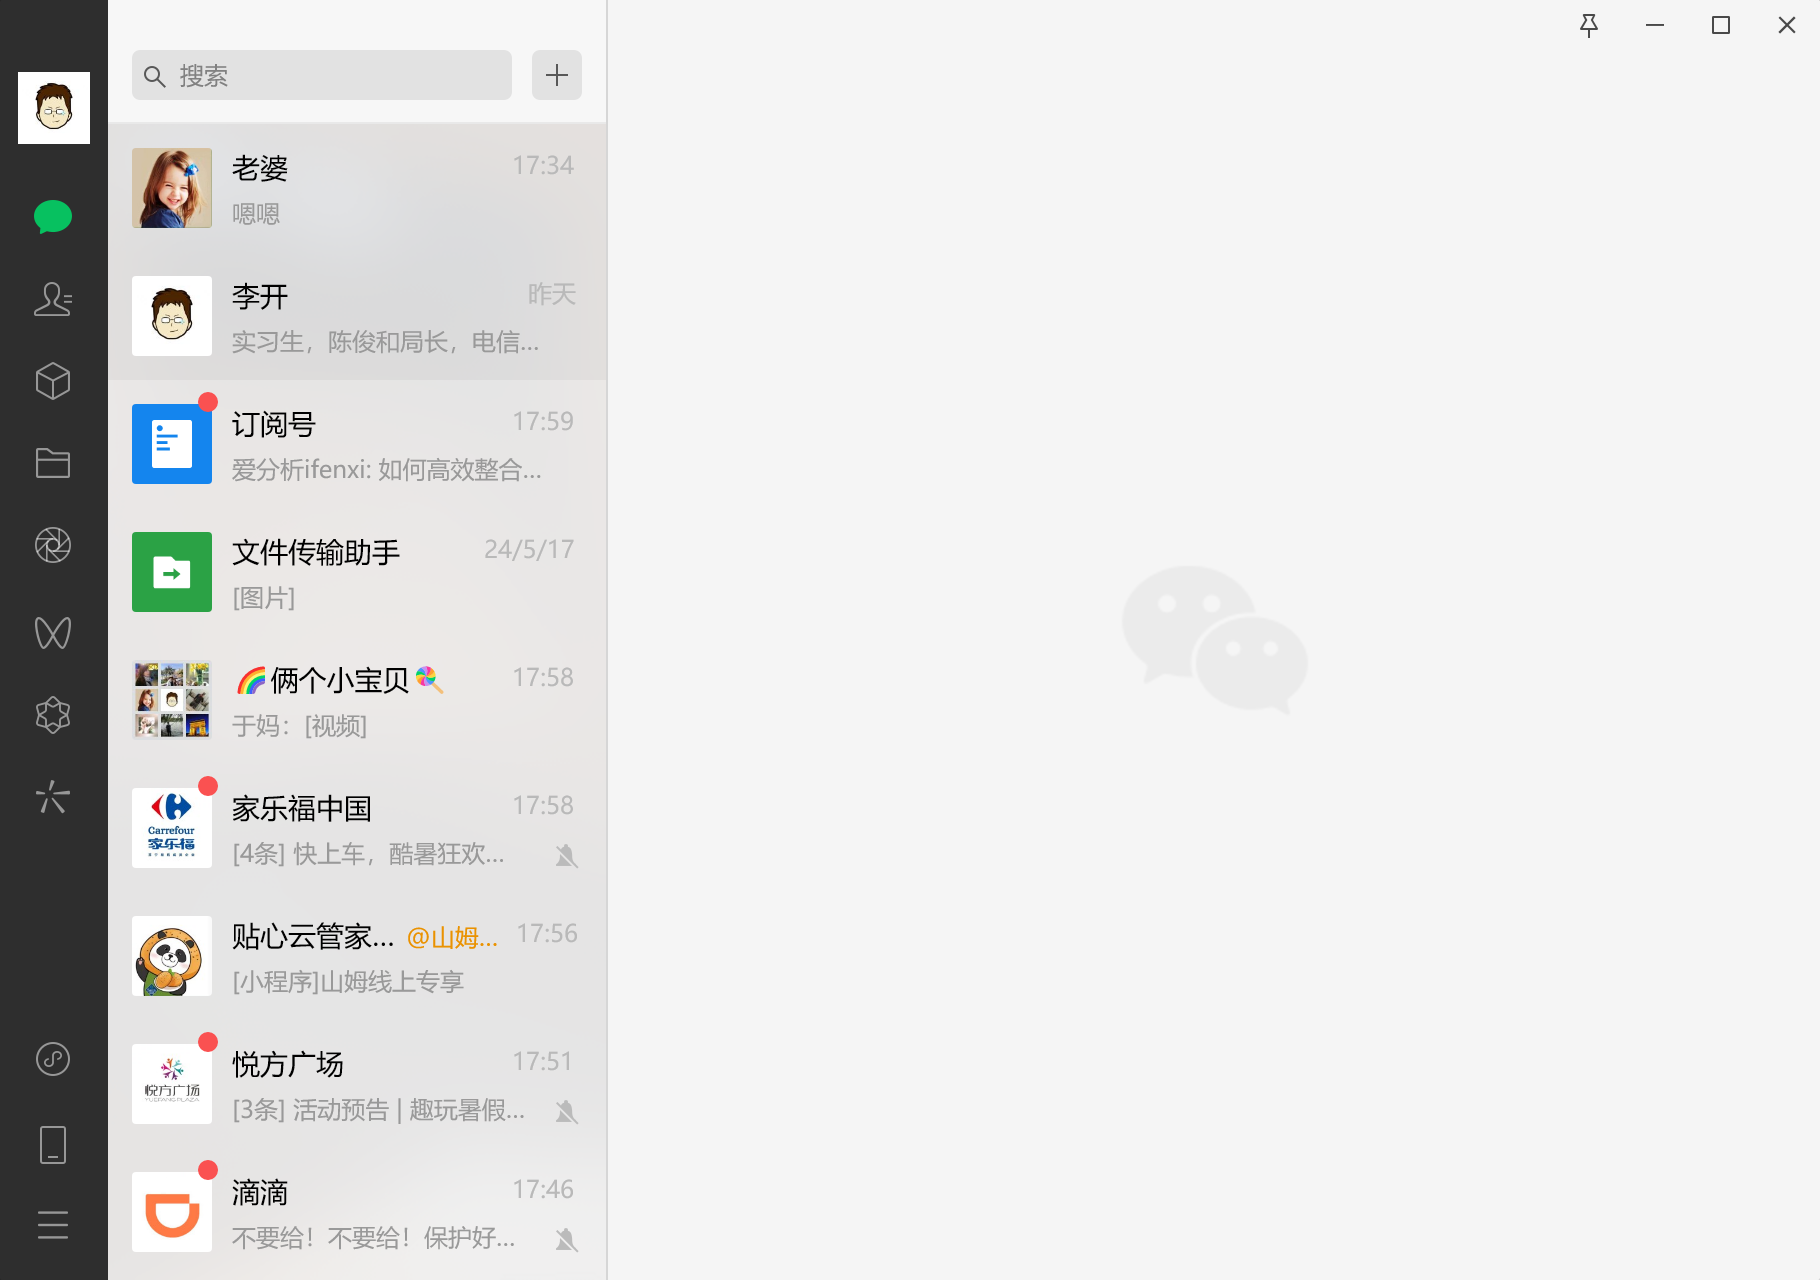 搜索
老婆
17:34
嗯嗯
李开
昨天
实习生，陈俊和局长，电信...
订阅号
17:59
爱分析ifenxi: 如何高效整合...
文件传输助手
24/5/17
[图片]
🌈俩个小宝贝🍭
17:58
于妈：[视频]
Carrefour
家乐福
家乐福中国
17:58
[4条] 快上车，酷暑狂欢...
贴心云管家... @山姆...
17:56
[小程序]山姆线上专享
悦方广场
YUEFANG PLAZA
悦方广场
17:51
[3条] 活动预告 | 趣玩暑假...
滴滴
17:46
不要给！不要给！保护好...